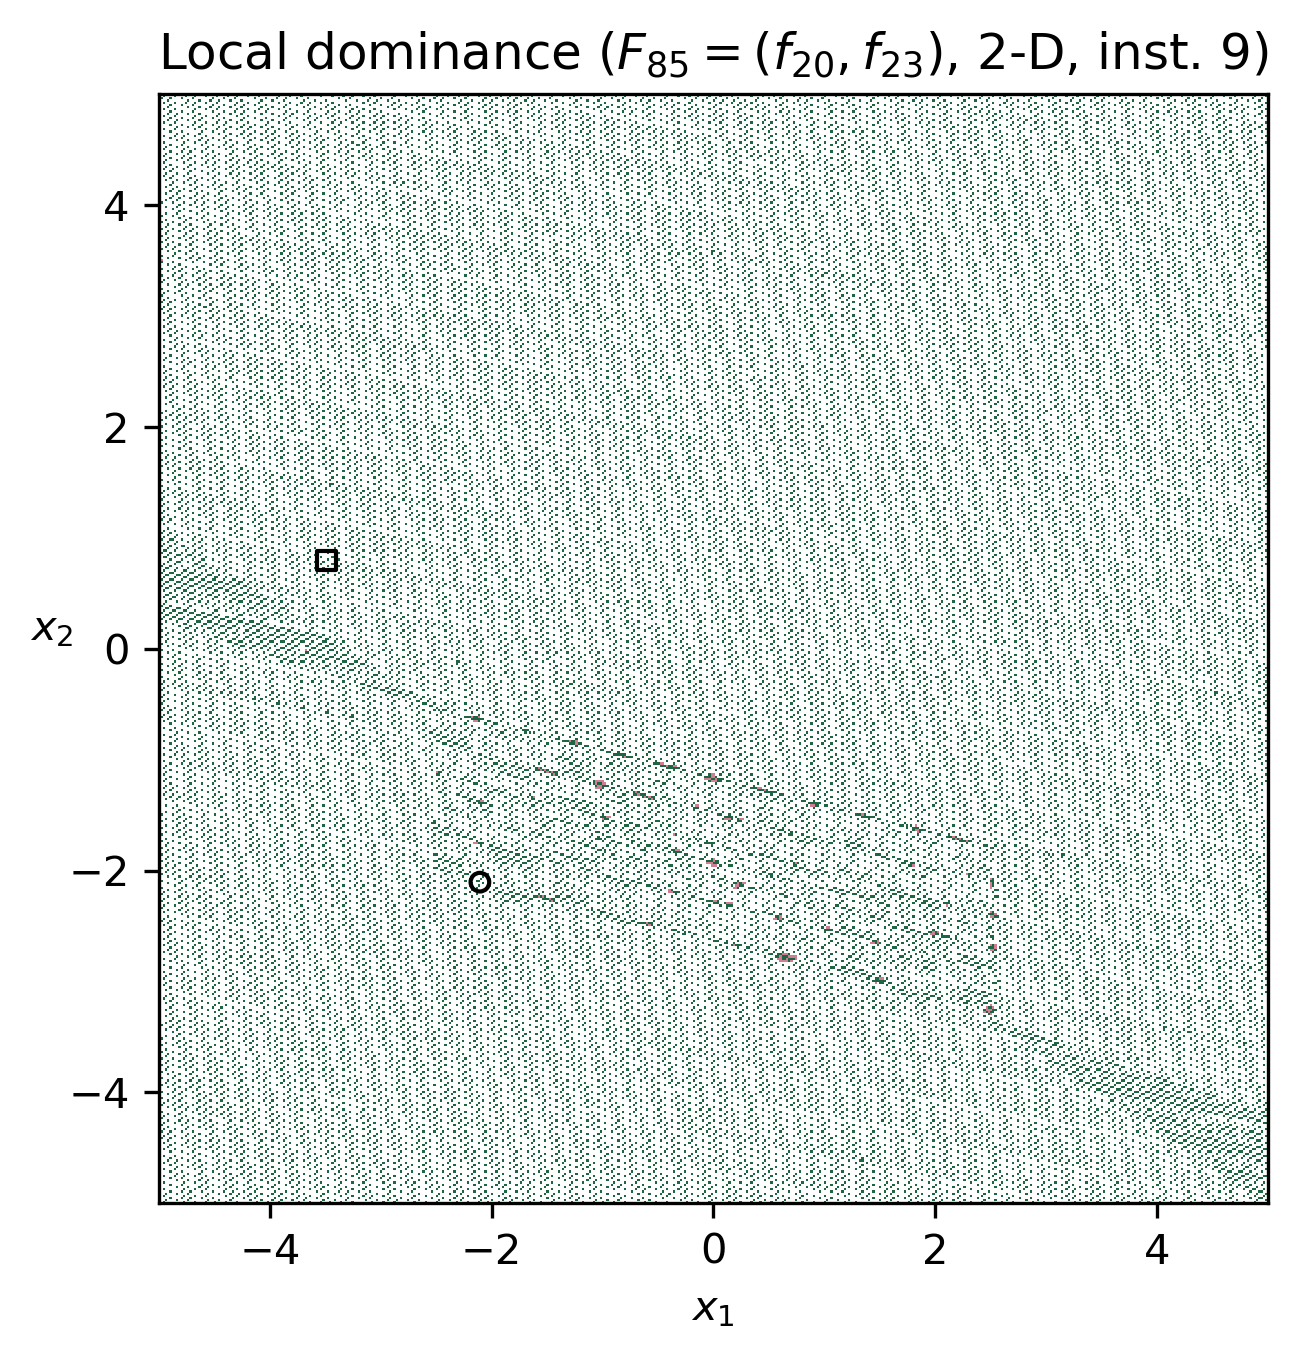 Local dominance (F₈₅ = (f₂₀, f₂₃), 2-D, inst. 9)
4
2
x₂
0
−2
−4
−4 −2 0 2 4
x₁